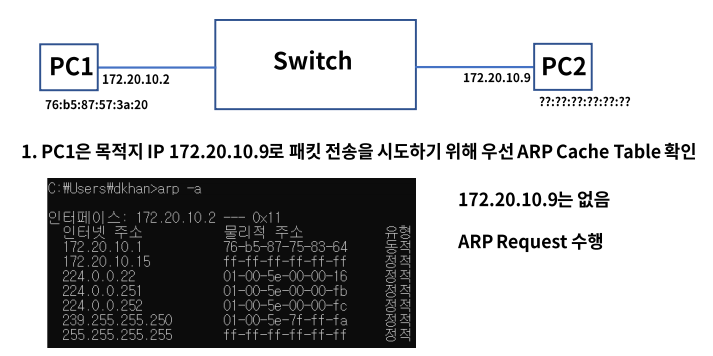 PC1
172.20.10.2
Switch
172.20.10.9
PC2
76:b5:87:57:3a:20
??:??:??:??:??:??
1. PC1은 목적지 IP 172.20.10.9로 패킷 전송을 시도하기 위해 우선 ARP Cache Table 확인
C:₩Users₩dkhan>arp -a
인터페이스: 172.20.10.2 --- 0x11
인터넷 주소 물리적 주소 유형
172.20.10.1 76-b5-87-75-83-64 동적
172.20.10.15 ff-ff-ff-ff-ff-ff 정적
224.0.0.22 01-00-5e-00-00-16 정적
224.0.0.251 01-00-5e-00-00-fb 정적
224.0.0.252 01-00-5e-00-00-fc 정적
239.255.255.250 01-00-5e-7f-ff-fa 정적
255.255.255.255 ff-ff-ff-ff-ff-ff 정적
172.20.10.9는 없음
ARP Request 수행